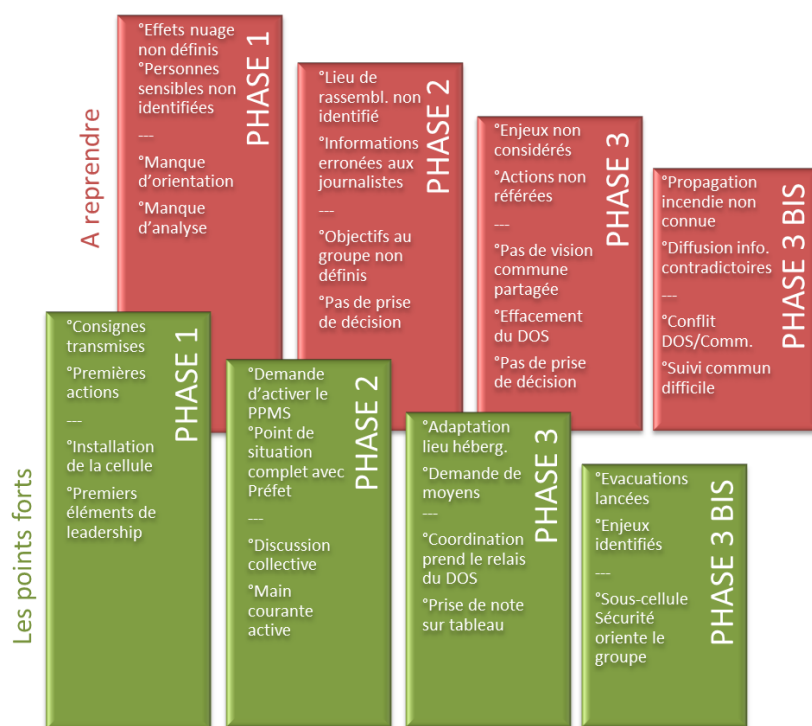 A reprendre
PHASE 1
°Effets nuage
non définis
°Personnes
sensibles non
identifiées
---
°Manque
d'orientation
°Manque
d'analyse
PHASE 2
°Lieu de
rassembl. non
identifié
°Informations
erronées aux
journalistes
---
°Objectifs au
groupe non
définis
°Pas de prise
de décision
PHASE 3
°Enjeux non
considérés
°Actions non
référées
---
°Pas de vision
commune
partagée
°Effacement
du DOS
°Pas de prise
de décision
PHASE 3 BIS
°Propagation
incendie non
connue
°Diffusion info.
contradictoires
---
°Conflit
DOS/Comm.
°Suivi commun
difficile
Les points forts
PHASE 1
°Consignes
transmises
°Premières
actions
---
°Installation
de la cellule
°Premiers
éléments de
leadership
PHASE 2
°Demande
d'activer le
PPMS
°Point de
situation
complet avec
Préfet
---
°Discussion
collective
°Main
courante
active
PHASE 3
°Adaptation
lieu héberg.
°Demande de
moyens
---
°Coordination
prend le relais
du DOS
°Prise de note
sur tableau
PHASE 3 BIS
°Evacuations
lancées
°Enjeux
identifiés
---
°Sous-cellule
Sécurité
oriente le
groupe